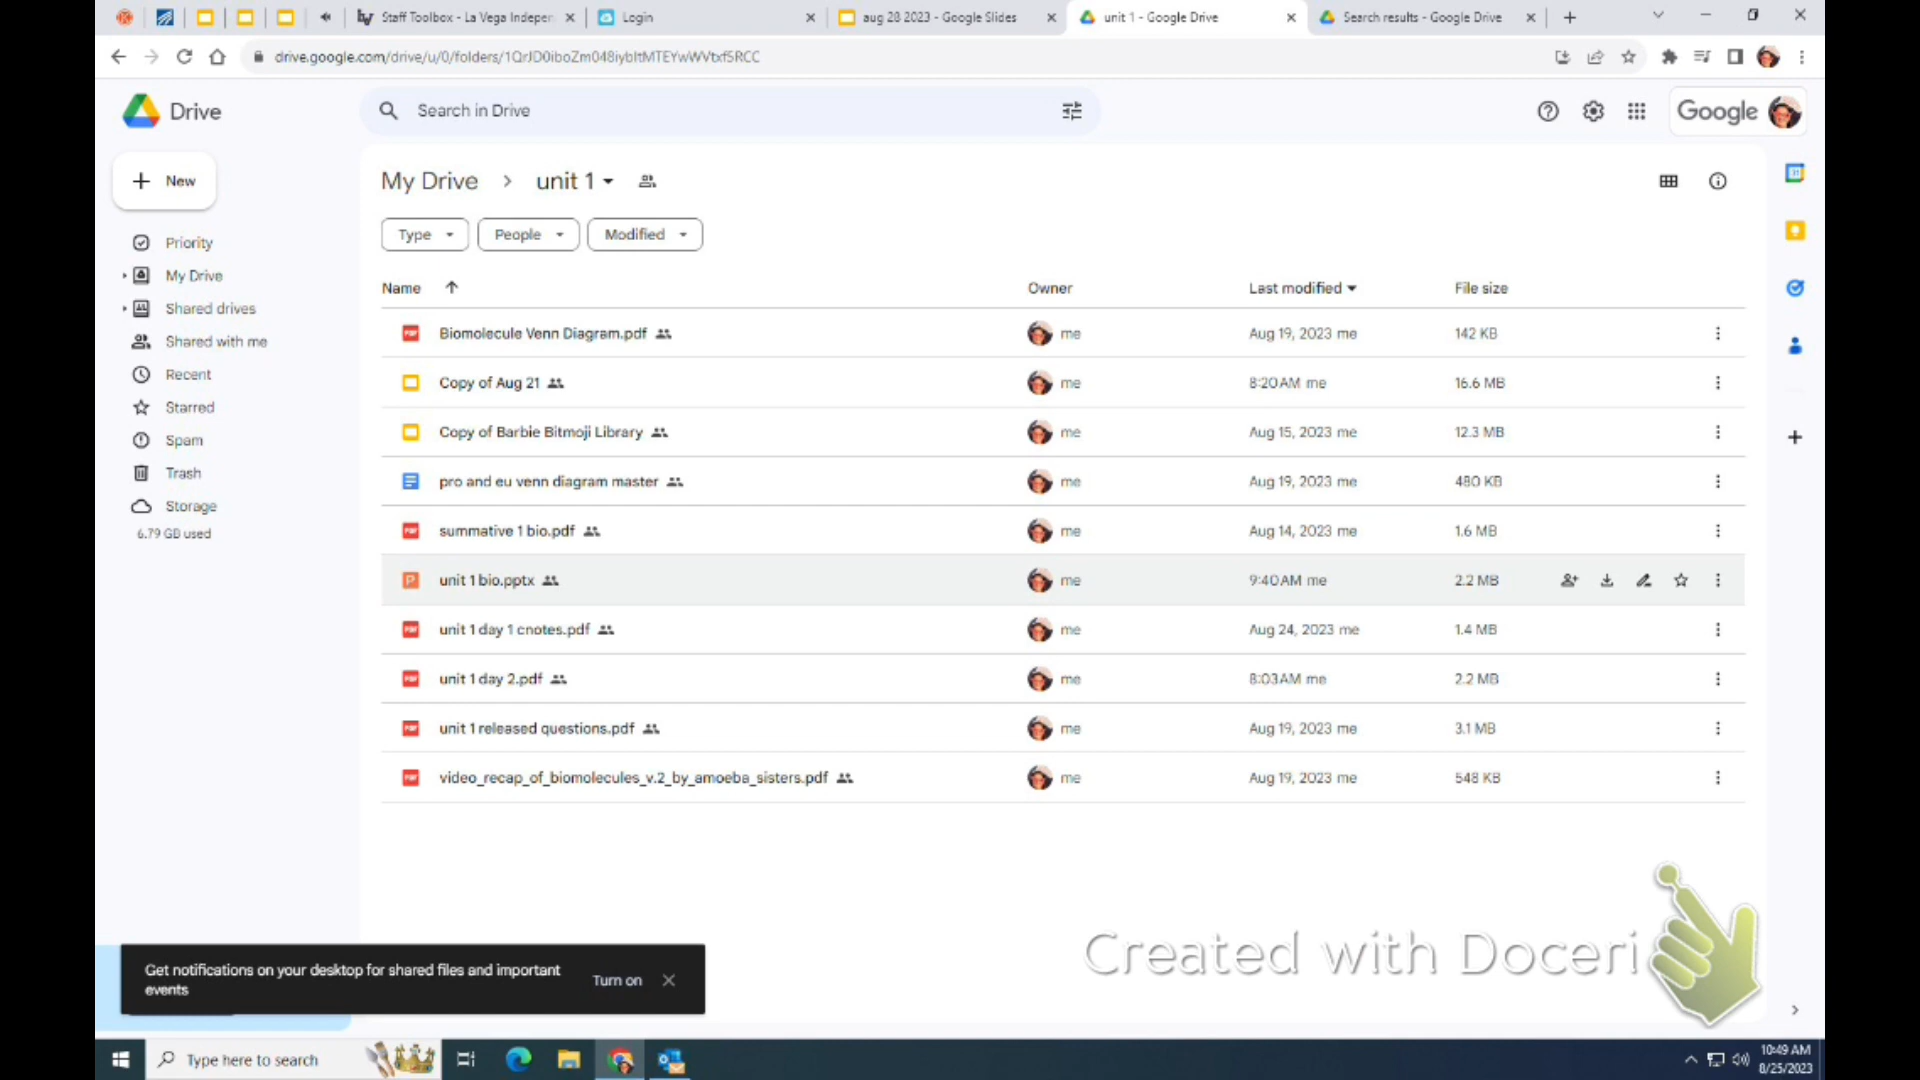 Staff Toolbox - La Vega Indepen
Login
aug 28 2023 - Google Slides
unit 1 - Google Drive
Search results - Google Drive
drive.google.com/drive/u/0/folders/
Drive
Search in Drive
Google
New
My Drive
unit 1
Type
People
Modified
Priority
My Drive
Shared drives
Shared with me
Recent
Starred
Spam
Trash
Storage
6.79 GB used
Name
Owner
Last modified
File size
Biomolecule Venn Diagram.pdf me Aug 19, 2023 me 142 KB
Copy of Aug 21 me 8:20 AM me 16.6 MB
Copy of Barbie Bitmoji Library me Aug 15, 2023 me 12.3 MB
pro and eu venn diagram master me Aug 19, 2023 me 480 KB
summative 1 bio.pdf me Aug 14, 2023 me 1.6 MB
unit 1 bio.pptx me 9:40 AM me 2.2 MB
unit 1 day 1 cnotes.pdf me Aug 24, 2023 me 1.4 MB
unit 1 day 2.pdf me 8:03 AM me 2.2 MB
unit 1 released questions.pdf me Aug 19, 2023 me 3.1 MB
video_recap_of_biomolecules_v.2_by_amoeba_sisters.pdf me Aug 19, 2023 me 548 KB
Get notifications on your desktop for shared files and important
events
Turn on
Created with Doceri
Type here to search
10:49 AM
8/25/2023